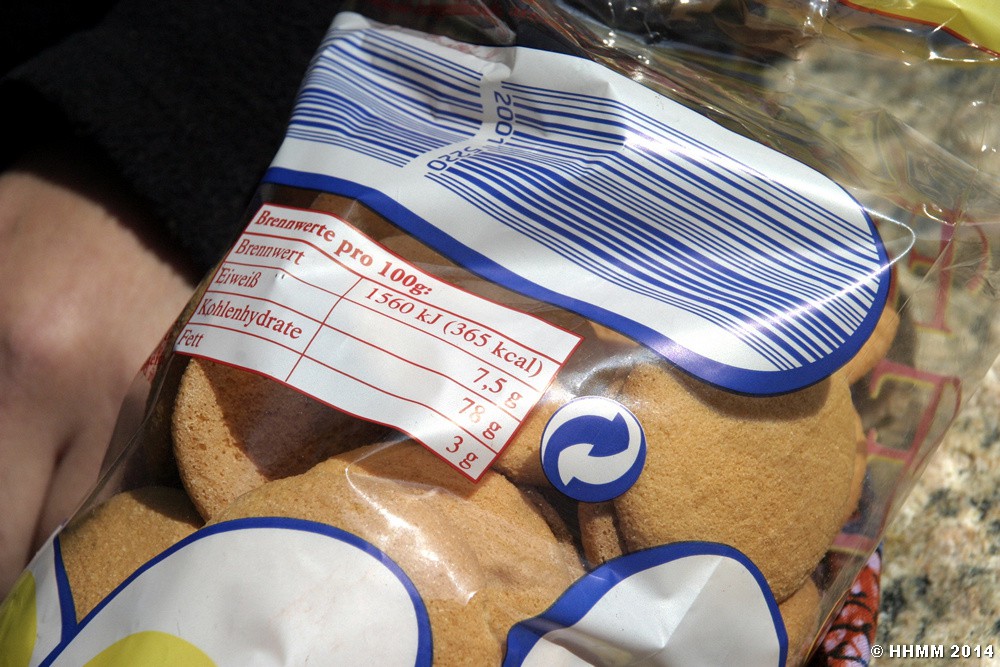 2001 5220
Brennwerte pro 100g:
Brennwert 1560 kJ (365 kcal)
Eiweiß 7,5 g
Kohlenhydrate 78 g
Fett 3 g
© HHMM 2014